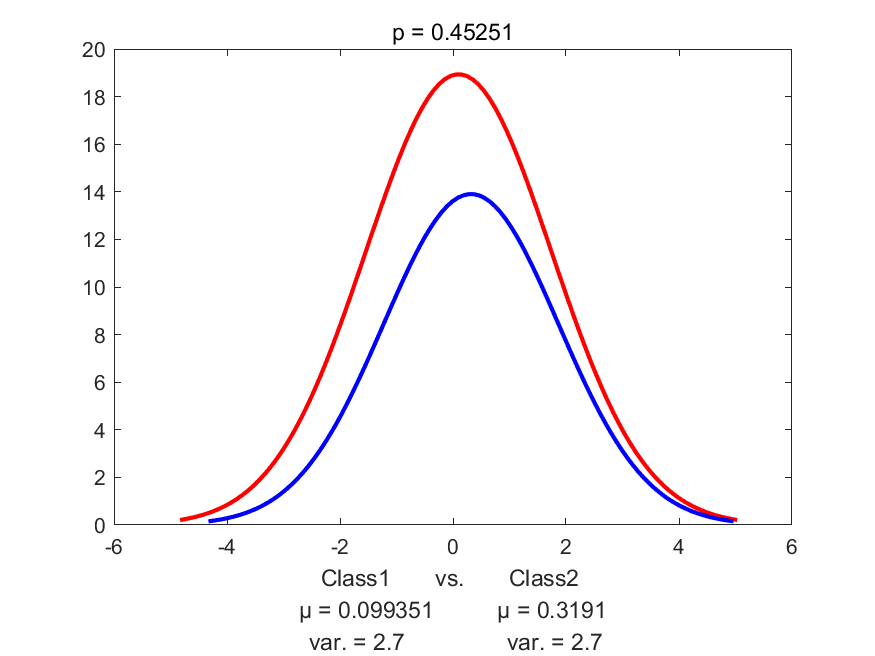 p = 0.45251
20
18
16
14
12
10
8
6
4
2
0
-6 -4 -2 0 2 4 6
Class1 vs. Class2
μ = 0.099351 μ = 0.3191
var. = 2.7 var. = 2.7